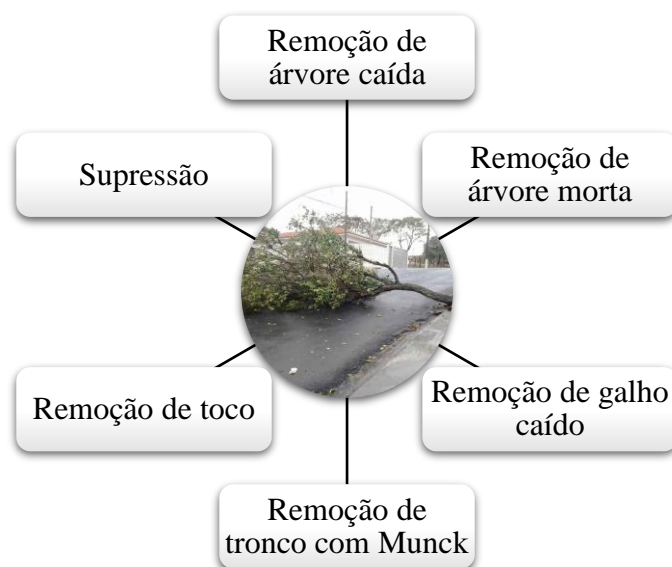 Remoção de
árvore caída
Remoção de
árvore morta
Remoção de galho
caído
Remoção de
tronco com Munck
Remoção de toco
Supressão